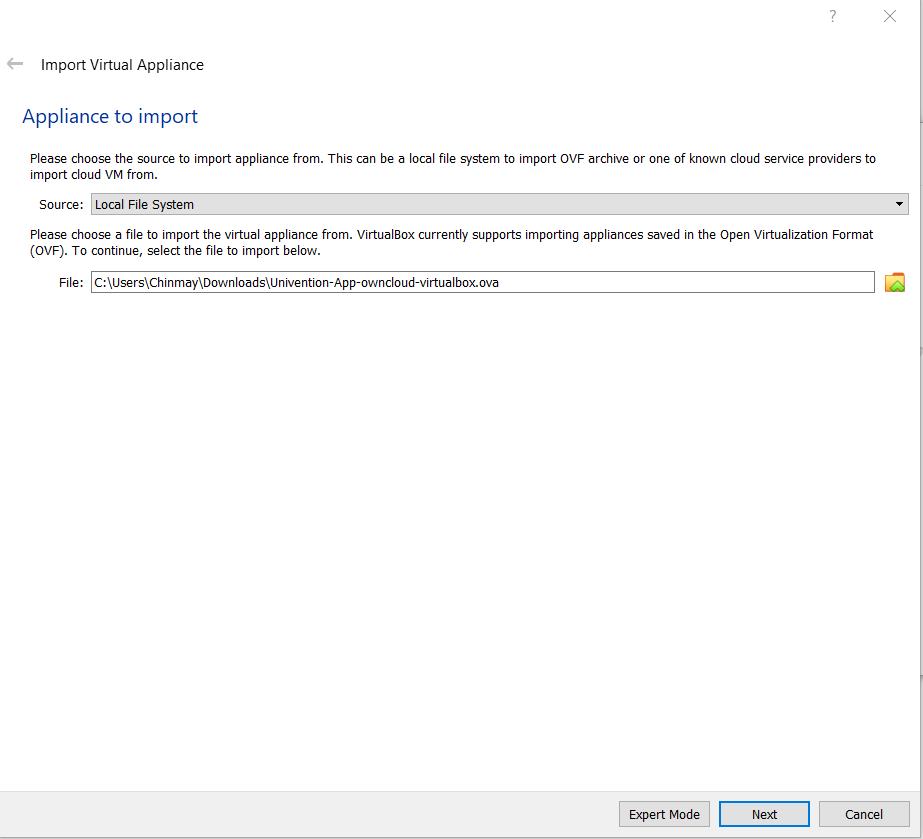 ?
Import Virtual Appliance
Appliance to import
Please choose the source to import appliance from. This can be a local file system to import OVF archive or one of known cloud service providers to
import cloud VM from.
Source: Local File System
Please choose a file to import the virtual appliance from. VirtualBox currently supports importing appliances saved in the Open Virtualization Format
(OVF). To continue, select the file to import below.
File: C:\Users\Chinmay\Downloads\Univention-App-owncloud-virtualbox.ova
Expert Mode Next Cancel